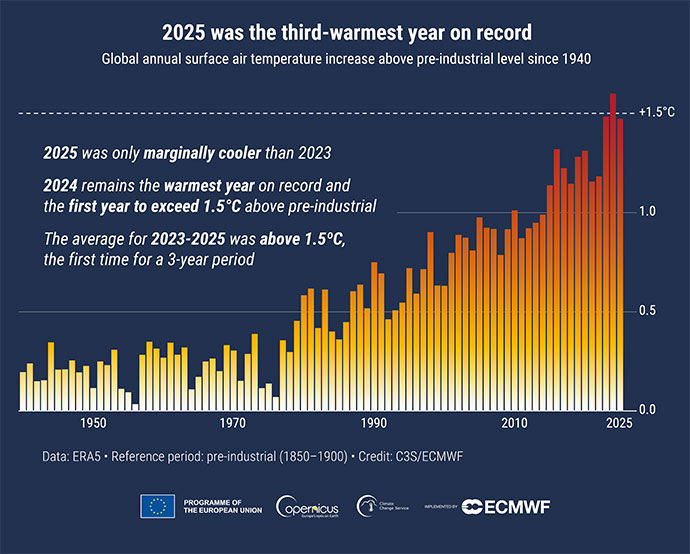 2025 was the third-warmest year on record
Global annual surface air temperature increase above pre-industrial level since 1940
+1.5°C
2025 was only marginally cooler than 2023
2024 remains the warmest year on record and
the first year to exceed 1.5°C above pre-industrial
1.0
The average for 2023-2025 was above 1.5ºC,
the first time for a 3-year period
0.5
0.0
1950 1970 1990 2010 2025
Data: ERA5 • Reference period: pre-industrial (1850–1900) • Credit: C3S/ECMWF
PROGRAMME OF
THE EUROPEAN UNION
Copernicus
Europe's eyes on Earth
Climate
Change Service
IMPLEMENTED BY
ECMWF